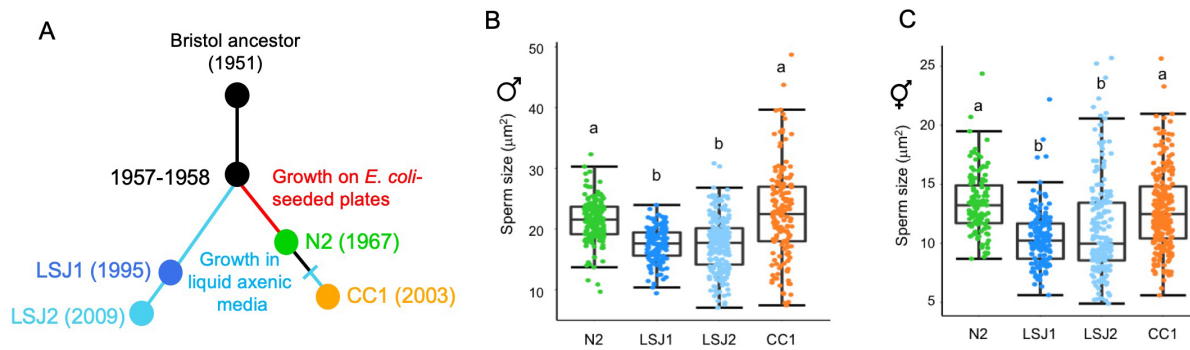 A
Bristol ancestor
(1951)
1957-1958
Growth on E. coli-
seeded plates
N2 (1967)
LSJ1 (1995)
Growth in
liquid axenic
media
CC1 (2003)
LSJ2 (2009)
B
♂
Sperm size (μm²)
50
40
30
20
10
a
b
b
a
N2
LSJ1
LSJ2
CC1
C
⚥
Sperm size (μm²)
25
20
15
10
5
a
b
b
a
N2
LSJ1
LSJ2
CC1